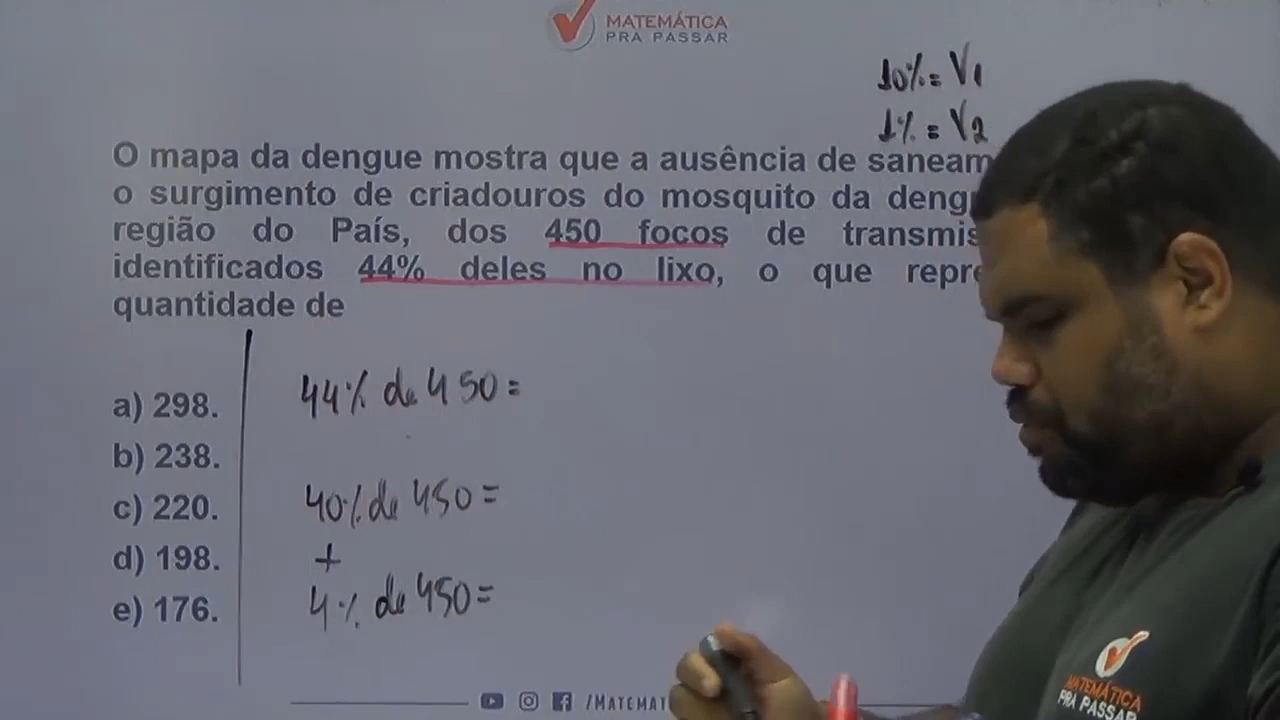 MATEMÁTICA
PRA PASSAR
10% = V1
1% = V2
O mapa da dengue mostra que a ausência de saneam
o surgimento de criadouros do mosquito da deng
região do País, dos 450 focos de transmis
identificados 44% deles no lixo, o que repre
quantidade de
a) 298.
b) 238.
c) 220.
d) 198.
e) 176.
44% de 450 =
40% de 450 =
+
4% de 450 =
/MATEMAT
MATEMÁTICA
PRA PASSAR